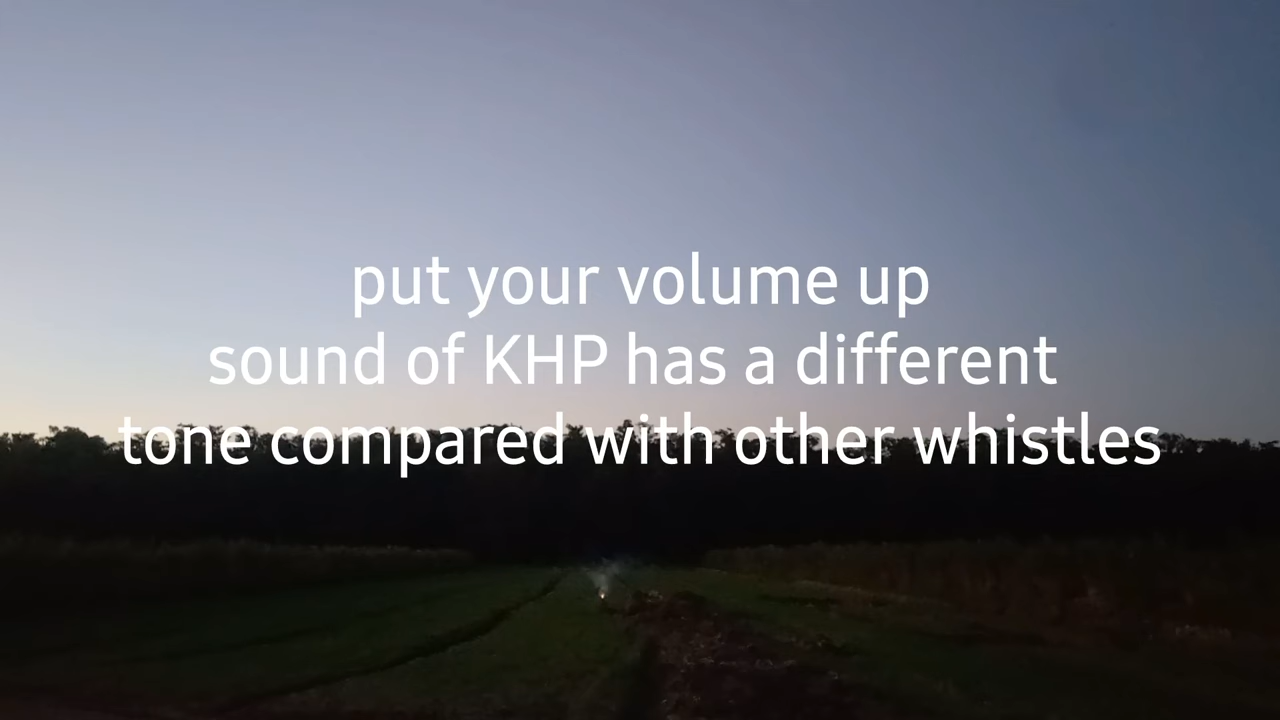 put your volume up
sound of KHP has a different
tone compared with other whistles